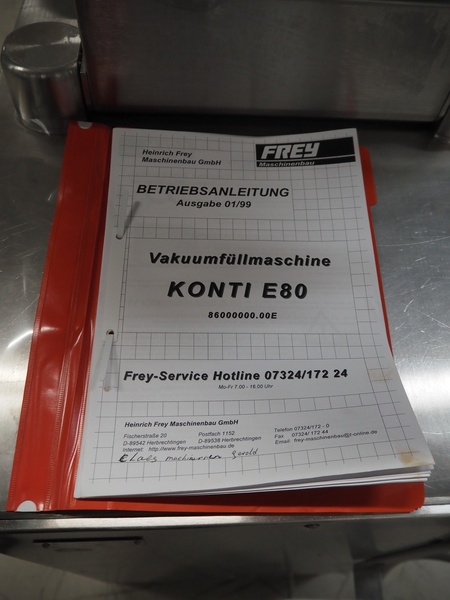 Heinrich Frey
Maschinenbau GmbH
FREY
Maschinenbau
BETRIEBSANLEITUNG
Ausgabe 01/99
Vakuumfüllmaschine
KONTI E80
86000000.00E
Frey-Service Hotline 07324/172 24
Mo-Fr 7.00 - 16.00 Uhr
Heinrich Frey Maschinenbau GmbH
Fischerstraße 20 Postfach 1152 Telefon 07324/172 - 0
D-89542 Herbrechtingen D-89538 Herbrechtingen Fax 07324/ 172 44
Internet: http://www.frey-maschinenbau.de Email frey-maschinenbau@t-online.de